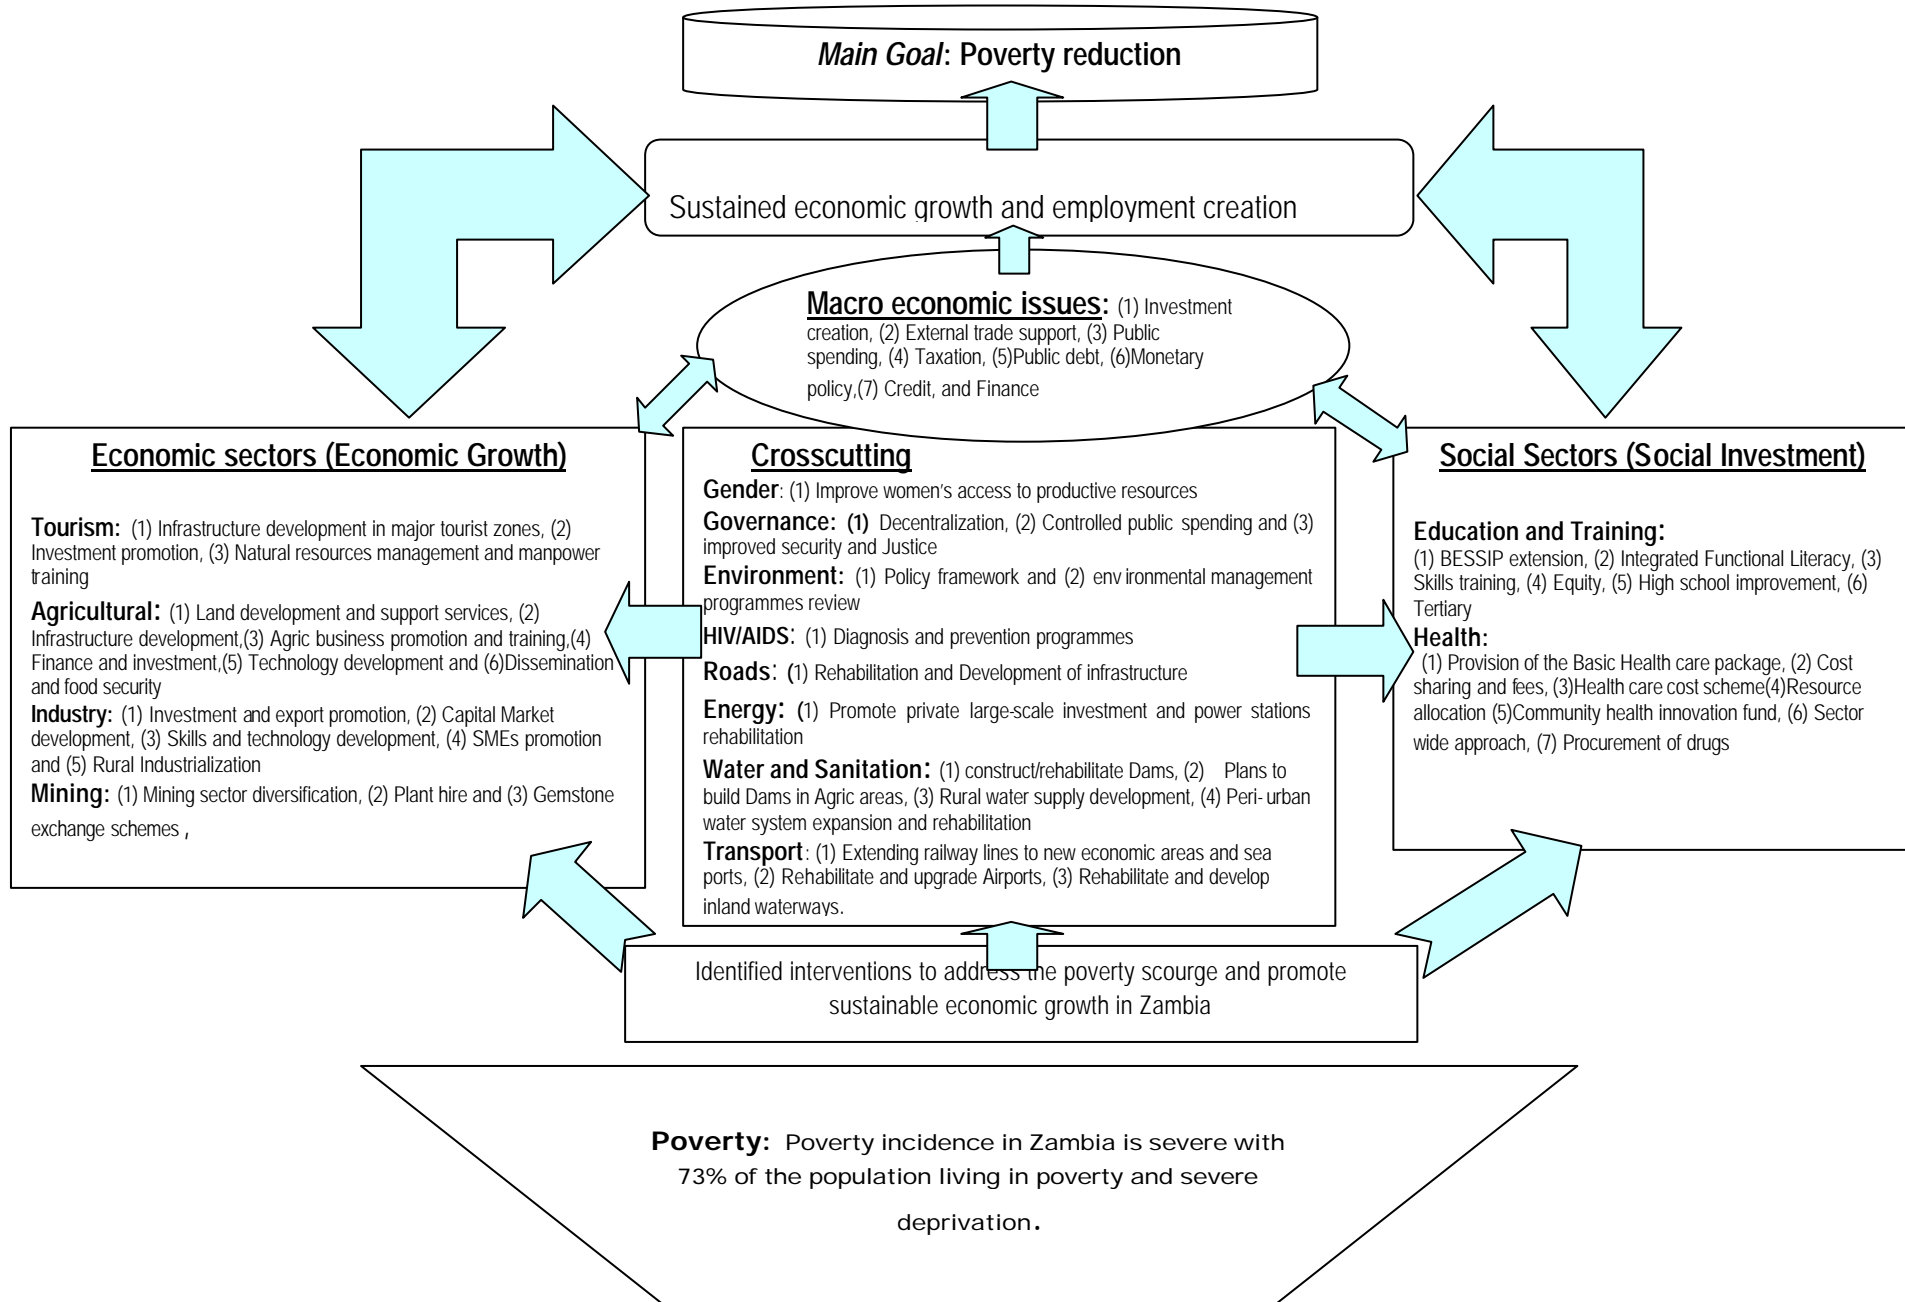 Main Goal: Poverty reduction
Sustained economic growth and employment creation
Macro economic issues: (1) Investment
creation, (2) External trade support, (3) Public
spending, (4) Taxation, (5)Public debt, (6)Monetary
policy,(7) Credit, and Finance
Economic sectors (Economic Growth)
Tourism: (1) Infrastructure development in major tourist zones, (2)
Investment promotion, (3) Natural resources management and manpower
training
Agricultural: (1) Land development and support services, (2)
Infrastructure development,(3) Agric business promotion and training,(4)
Finance and investment,(5) Technology development and (6)Dissemination
and food security
Industry: (1) Investment and export promotion, (2) Capital Market
development, (3) Skills and technology development, (4) SMEs promotion
and (5) Rural Industrialization
Mining: (1) Mining sector diversification, (2) Plant hire and (3) Gemstone
exchange schemes ,
Crosscutting
Gender: (1) Improve women's access to productive resources
Governance: (1) Decentralization, (2) Controlled public spending and (3)
improved security and Justice
Environment: (1) Policy framework and (2) environmental management
programmes review
HIV/AIDS: (1) Diagnosis and prevention programmes
Roads: (1) Rehabilitation and Development of infrastructure
Energy: (1) Promote private large-scale investment and power stations
rehabilitation
Water and Sanitation: (1) construct/rehabilitate Dams, (2) Plans to
build Dams in Agric areas, (3) Rural water supply development, (4) Peri-urban
water system expansion and rehabilitation
Transport: (1) Extending railway lines to new economic areas and sea
ports, (2) Rehabilitate and upgrade Airports, (3) Rehabilitate and develop
inland waterways.
Social Sectors (Social Investment)
Education and Training:
(1) BESSIP extension, (2) Integrated Functional Literacy, (3)
Skills training, (4) Equity, (5) High school improvement, (6)
Tertiary
Health:
(1) Provision of the Basic Health care package, (2) Cost
sharing and fees, (3)Health care cost scheme(4)Resource
allocation (5)Community health innovation fund, (6) Sector
wide approach, (7) Procurement of drugs
Identified interventions to address the poverty scourge and promote
sustainable economic growth in Zambia
Poverty: Poverty incidence in Zambia is severe with
73% of the population living in poverty and severe
deprivation.